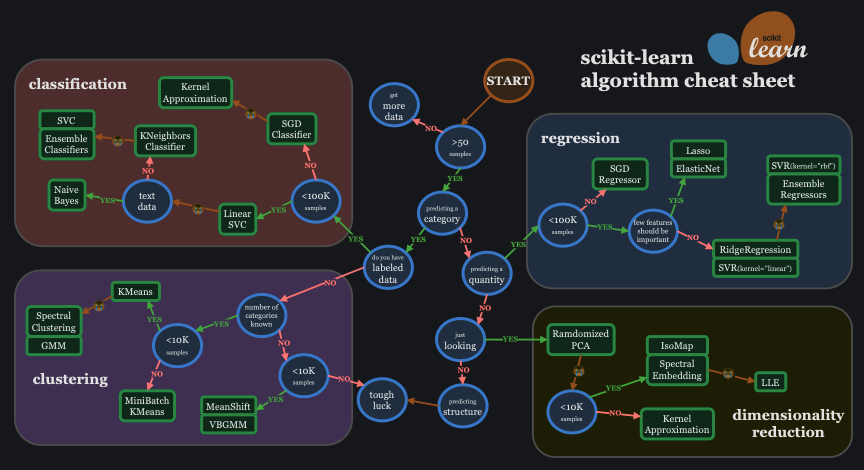 scikit
learn
scikit-learn
algorithm cheat sheet
START
get
more
data
NO
>50
samples
YES
predicting a
category
YES
NO
do you have
labeled
data
YES
NO
predicting a
quantity
YES
NO
just
looking
YES
NO
predicting
structure
tough
luck
classification
Kernel
Approximation
SVC
Ensemble
Classifiers
KNeighbors
Classifier
SGD
Classifier
NO
NO
Naive
Bayes
YES
text
data
Linear
SVC
YES
<100K
samples
regression
SGD
Regressor
Lasso
ElasticNet
SVR(kernel="rbf")
Ensemble
Regressors
NO
YES
<100K
samples
YES
few features
should be
important
NO
RidgeRegression
SVR(kernel="linear")
clustering
KMeans
Spectral
Clustering
GMM
YES
<10K
samples
YES
number of
categories
known
NO
NO
<10K
samples
NO
YES
MiniBatch
KMeans
MeanShift
VBGMM
Randomized
PCA
IsoMap
Spectral
Embedding
LLE
YES
<10K
samples
NO
Kernel
Approximation
dimensionality
reduction